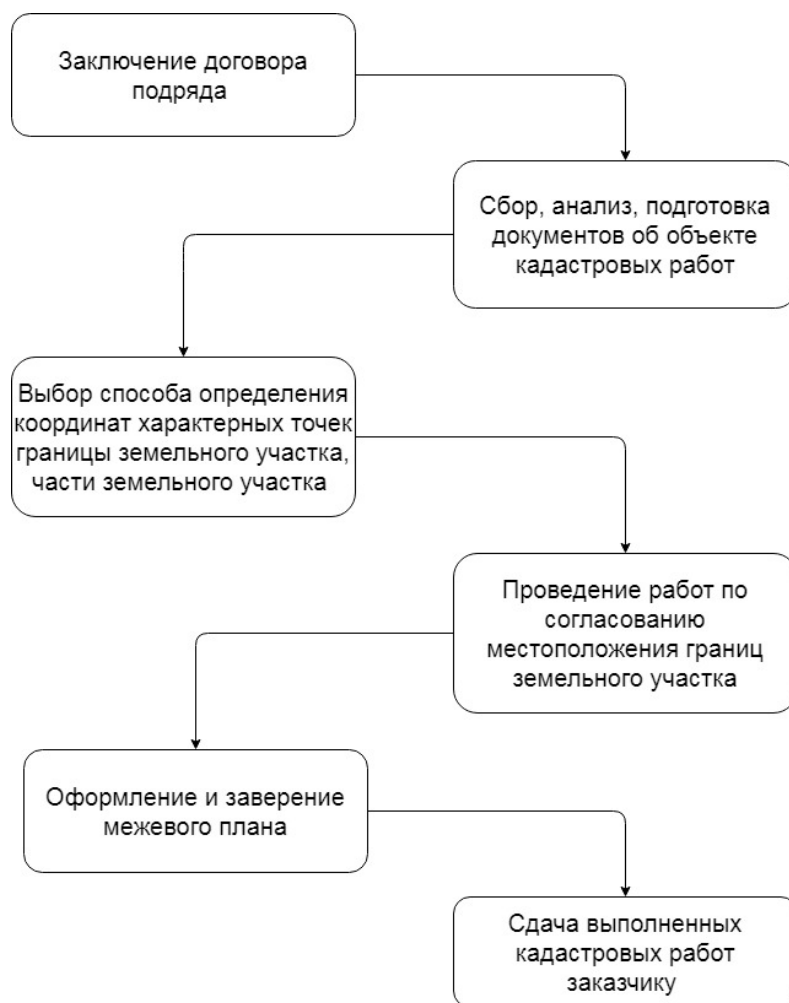 Заключение договора
подряда
Сбор, анализ, подготовка
документов об объекте
кадастровых работ
Выбор способа определения
координат характерных точек
границы земельного участка,
части земельного участка
Проведение работ по
согласованию
местоположения границ
земельного участка
Оформление и заверение
межевого плана
Сдача выполненных
кадастровых работ
заказчику